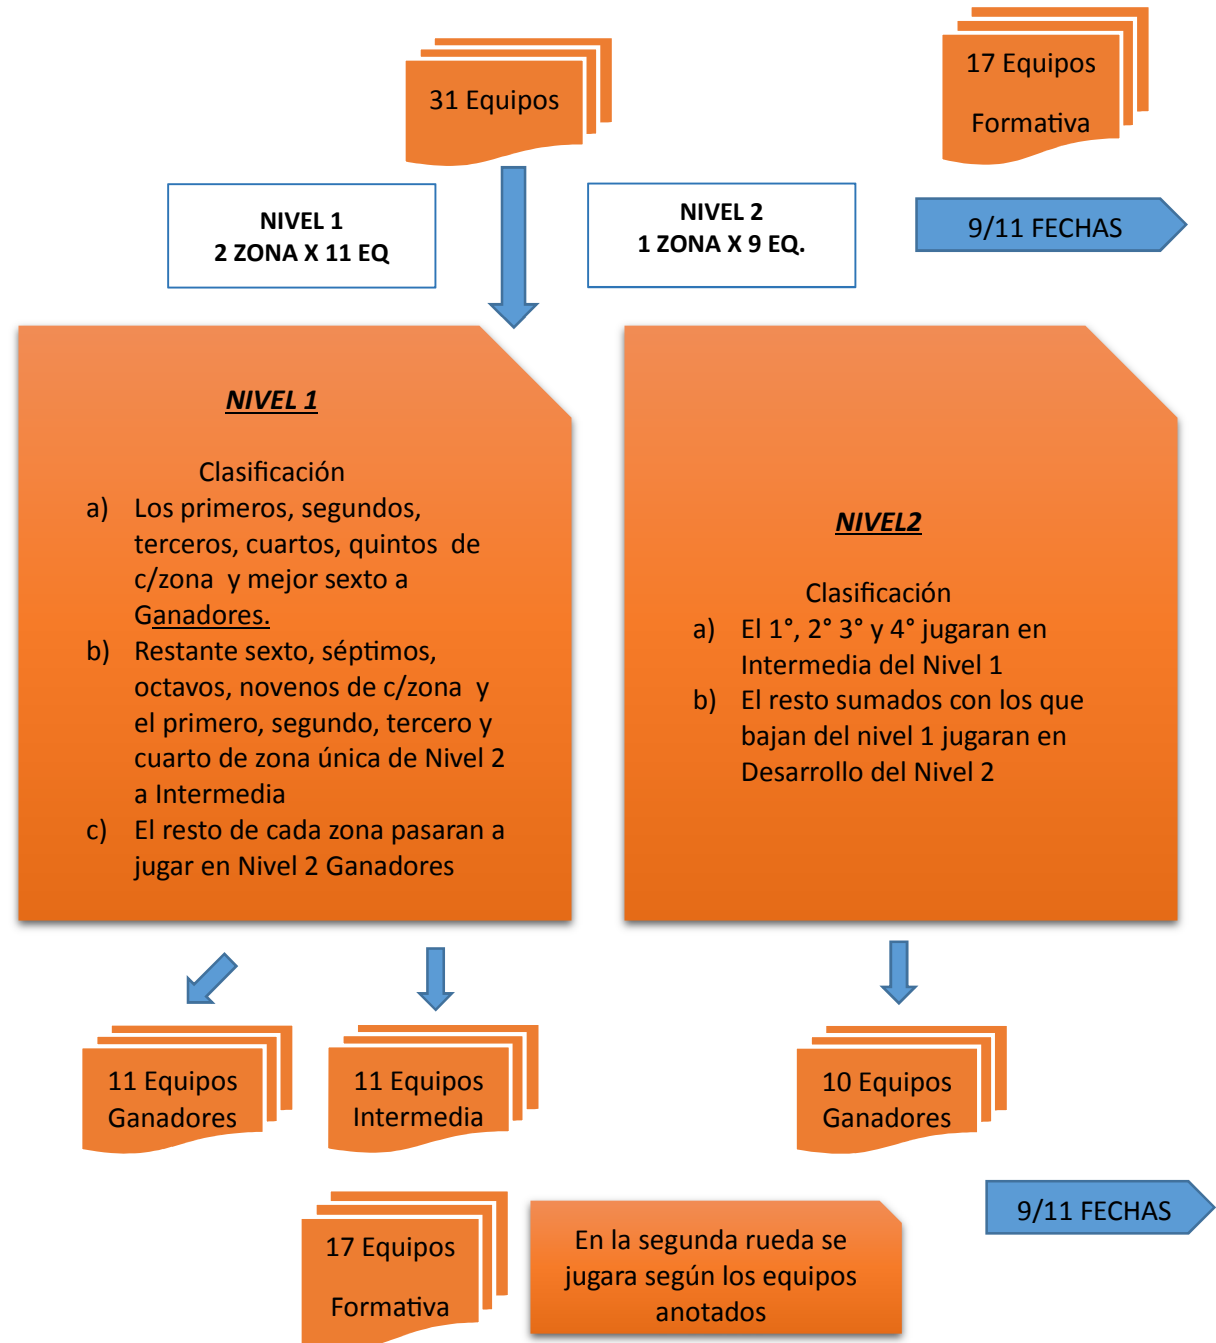 31 Equipos
17 Equipos
Formativa
NIVEL 1
2 ZONA X 11 EQ
NIVEL 2
1 ZONA X 9 EQ.
9/11 FECHAS
NIVEL 1
Clasificación
a) Los primeros, segundos,
terceros, cuartos, quintos de
c/zona y mejor sexto a
Ganadores.
b) Restante sexto, séptimos,
octavos, novenos de c/zona y
el primero, segundo, tercero y
cuarto de zona única de Nivel 2
a Intermedia
c) El resto de cada zona pasaran a
jugar en Nivel 2 Ganadores
NIVEL2
Clasificación
a) El 1°, 2° 3° y 4° jugaran en
Intermedia del Nivel 1
b) El resto sumados con los que
bajan del nivel 1 jugaran en
Desarrollo del Nivel 2
11 Equipos
Ganadores
11 Equipos
Intermedia
10 Equipos
Ganadores
9/11 FECHAS
17 Equipos
Formativa
En la segunda rueda se
jugara según los equipos
anotados